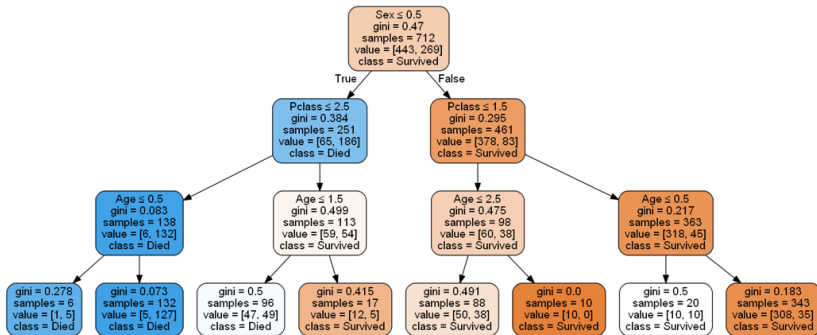 Sex ≤ 0.5
gini = 0.47
samples = 712
value = [443, 269]
class = Survived
True
False
Pclass ≤ 2.5
gini = 0.384
samples = 251
value = [65, 186]
class = Died
Pclass ≤ 1.5
gini = 0.295
samples = 461
value = [378, 83]
class = Survived
Age ≤ 0.5
gini = 0.083
samples = 138
value = [6, 132]
class = Died
Age ≤ 1.5
gini = 0.499
samples = 113
value = [59, 54]
class = Survived
Age ≤ 2.5
gini = 0.475
samples = 98
value = [60, 38]
class = Survived
Age ≤ 0.5
gini = 0.217
samples = 363
value = [318, 45]
class = Survived
gini = 0.278
samples = 6
value = [1, 5]
class = Died
gini = 0.073
samples = 132
value = [5, 127]
class = Died
gini = 0.5
samples = 96
value = [47, 49]
class = Died
gini = 0.415
samples = 17
value = [12, 5]
class = Survived
gini = 0.491
samples = 88
value = [50, 38]
class = Survived
gini = 0.0
samples = 10
value = [10, 0]
class = Survived
gini = 0.5
samples = 20
value = [10, 10]
class = Survived
gini = 0.183
samples = 343
value = [308, 35]
class = Survived